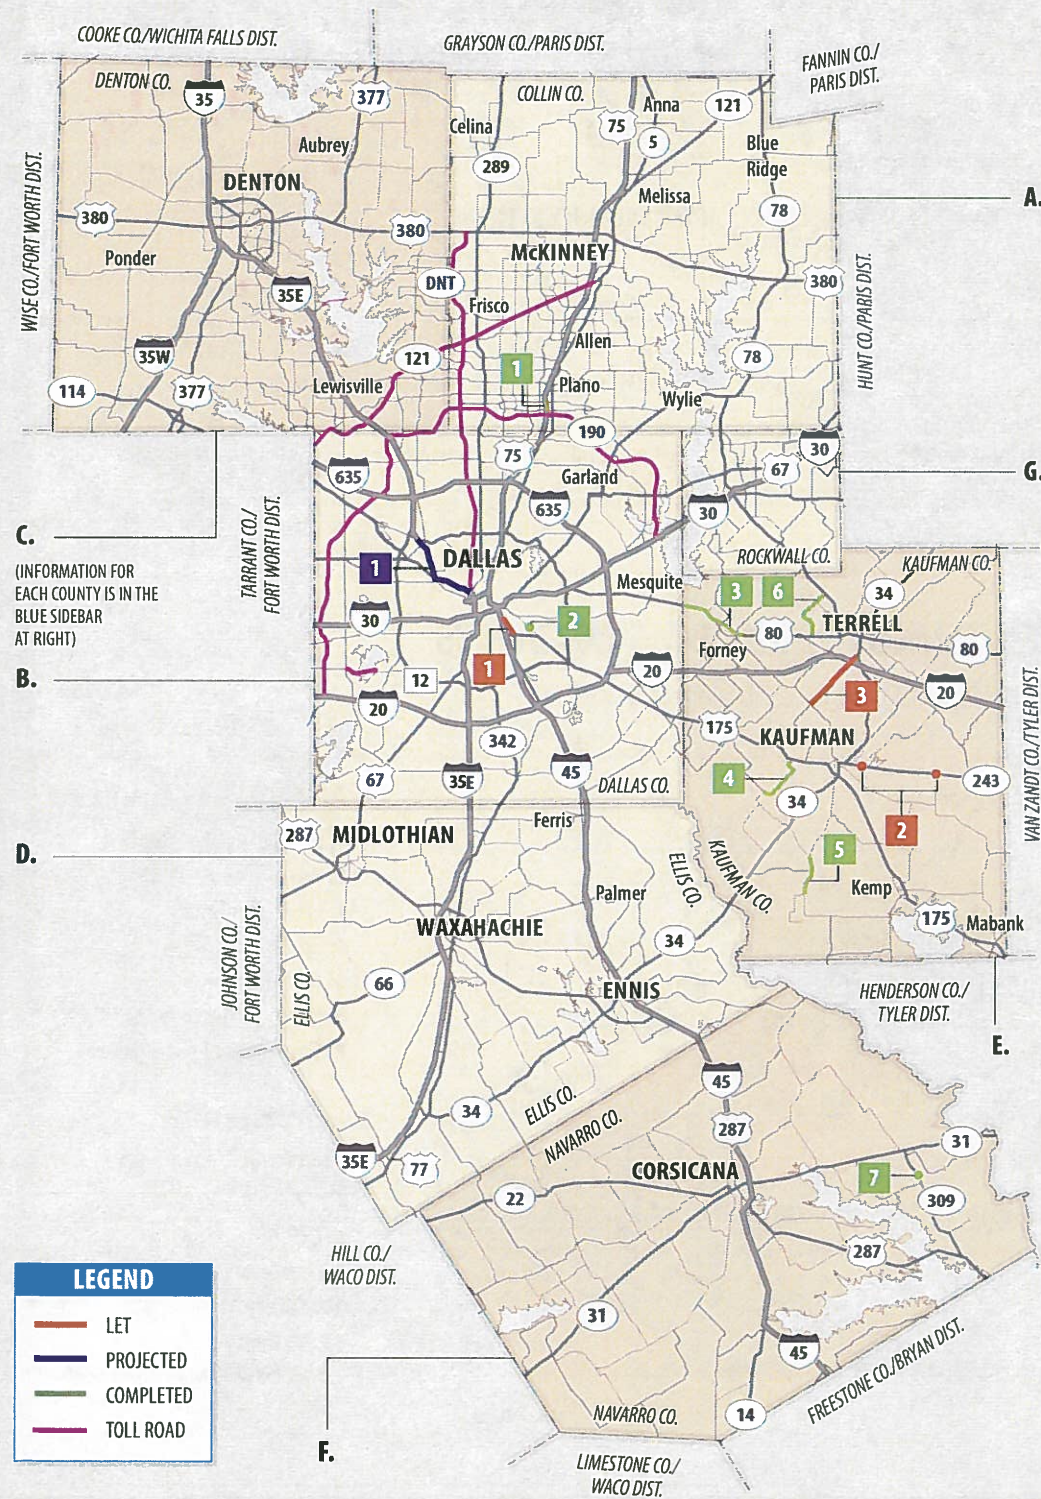 COOKE CO./WICHITA FALLS DIST.
GRAYSON CO./PARIS DIST.
FANNIN CO./
PARIS DIST.
DENTON CO.
COLLIN CO.
35
377
Anna
121
75
5
Celina
Aubrey
Blue
Ridge
289
DENTON
Melissa
A.
78
WISE CO./FORT WORTH DIST.
380
380
McKINNEY
Ponder
380
DNT
35E
Frisco
HUNT CO./PARIS DIST.
35W
121
Allen
78
1
114
377
Lewisville
Plano
Wylie
190
30
75
67
G.
635
Garland
635
30
C.
TARRANT CO./
FORT WORTH DIST.
(INFORMATION FOR
EACH COUNTY IS IN THE
BLUE SIDEBAR
AT RIGHT)
1
DALLAS
ROCKWALL CO.
KAUFMAN CO.
Mesquite
3
6
34
30
2
TERRELL
80
Forney
80
B.
12
1
20
20
3
20
VAN ZANDT CO./TYLER DIST.
175
KAUFMAN
342
67
35E
45
4
243
DALLAS CO.
34
287
MIDLOTHIAN
Ferris
2
D.
5
ELLIS CO.
KAUFMAN CO.
Kemp
Palmer
175
Mabank
WAXAHACHIE
34
JOHNSON CO./
FORT WORTH DIST.
ELLIS CO.
66
ENNIS
HENDERSON CO./
TYLER DIST.
E.
45
34
ELLIS CO.
NAVARRO CO.
287
31
35E
77
CORSICANA
7
22
309
HILL CO./
WACO DIST.
287
LEGEND
LET
PROJECTED
COMPLETED
TOLL ROAD
31
45
FREESTONE CO./BRYAN DIST.
NAVARRO CO.
14
F.
LIMESTONE CO./
WACO DIST.